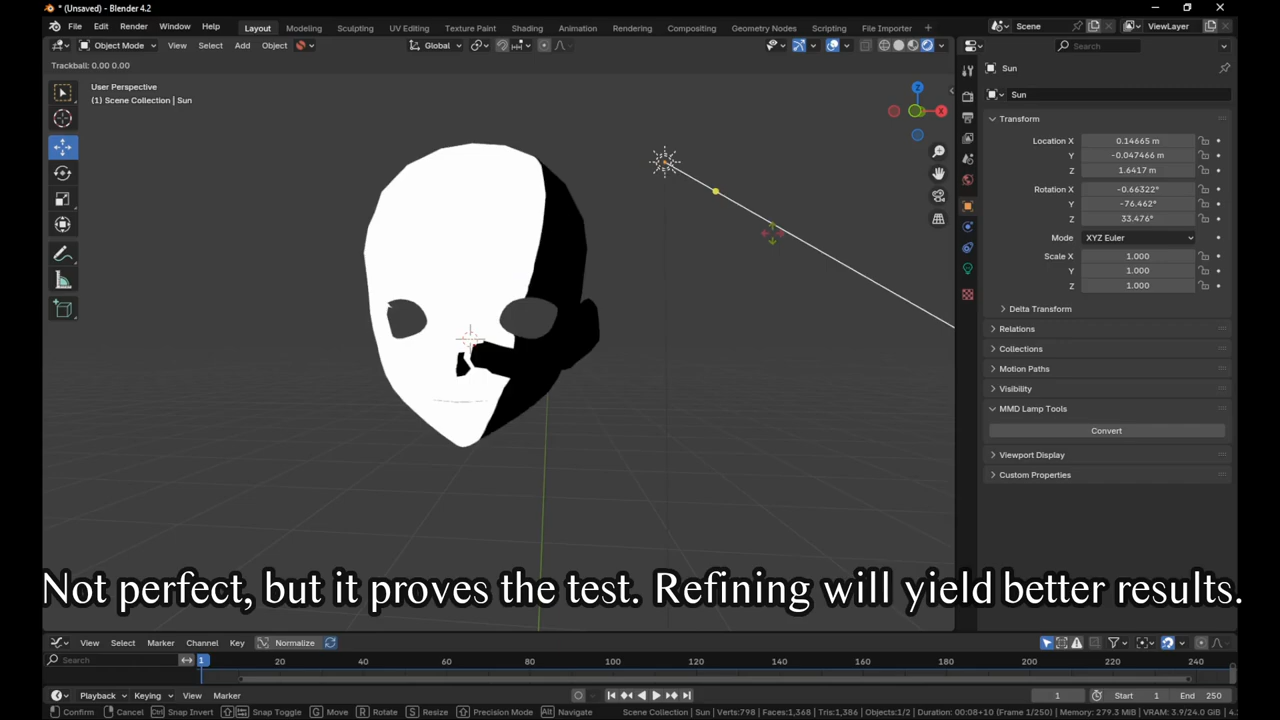 * (Unsaved) - Blender 4.2
File Edit Render Window Help
Layout Modeling Sculpting UV Editing Texture Paint Shading Animation Rendering Compositing Geometry Nodes Scripting File Importer +
Scene ViewLayer
Object Mode View Select Add Object Global
Search
Trackball: 0.00 0.00
User Perspective
(1) Scene Collection | Sun
Z
X
Sun
Sun
Transform
Location X 0.14665 m
Y -0.047466 m
Z 1.6417 m
Rotation X -0.66322°
Y -76.462°
Z 33.476°
Mode XYZ Euler
Scale X 1.000
Y 1.000
Z 1.000
Delta Transform
Relations
Collections
Motion Paths
Visibility
MMD Lamp Tools
Convert
Viewport Display
Custom Properties
Not perfect, but it proves the test. Refining will yield better results.
View Select Marker Channel Key Normalize
Search
1 20 40 60 80 100 120 140 160 180 200 220 240
Playback Keying View Marker 1 Start 1 End 250
Confirm Cancel Ctrl Snap Invert Snap Toggle G Move R Rotate S Resize Precision Mode Alt Navigate Scene Collection | Sun | Verts:798 | Faces:1,368 | Tris:1,386 | Objects:1/2 | Duration: 00:08+10 (Frame 1/250) | Memory: 279.3 MiB | VRAM: 3.9/24.0 GiB | 4.